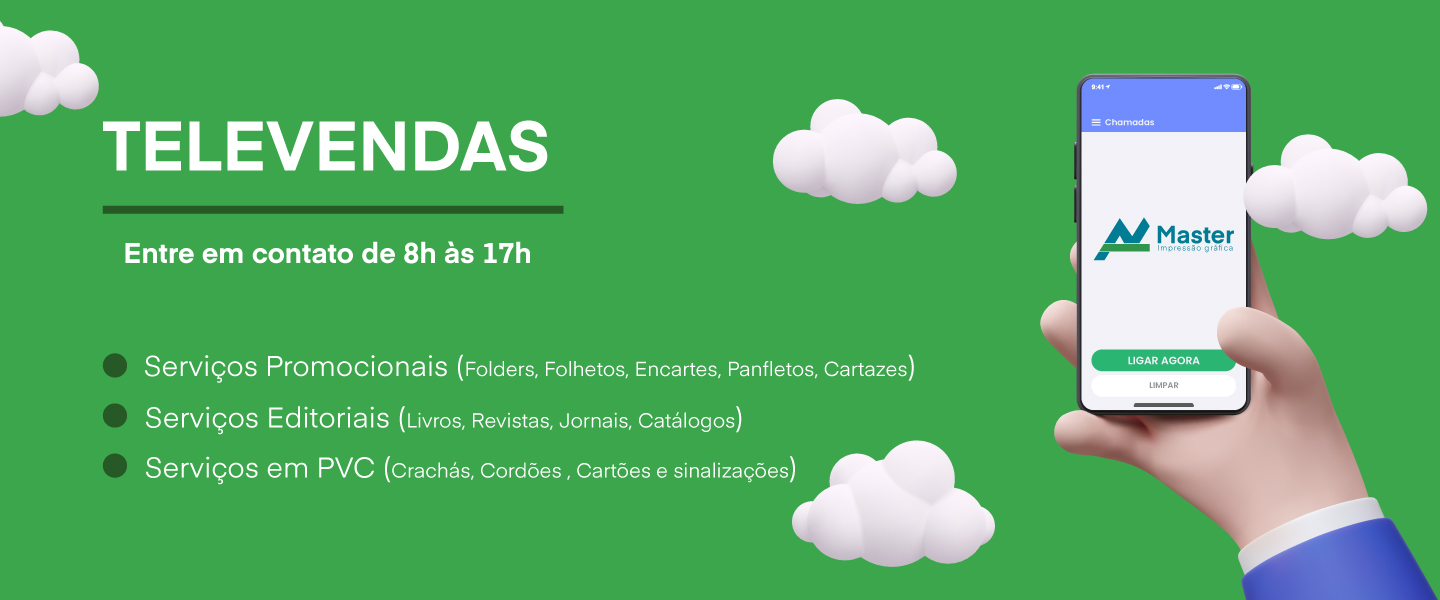 TELEVENDAS
Entre em contato de 8h às 17h
Serviços Promocionais (Folders, Folhetos, Encartes, Panfletos, Cartazes)
Serviços Editoriais (Livros, Revistas, Jornais, Catálogos)
Serviços em PVC (Crachás, Cordões , Cartões e sinalizações)
9:41
Chamadas
Master
impressão gráfica
LIGAR AGORA
LIMPAR